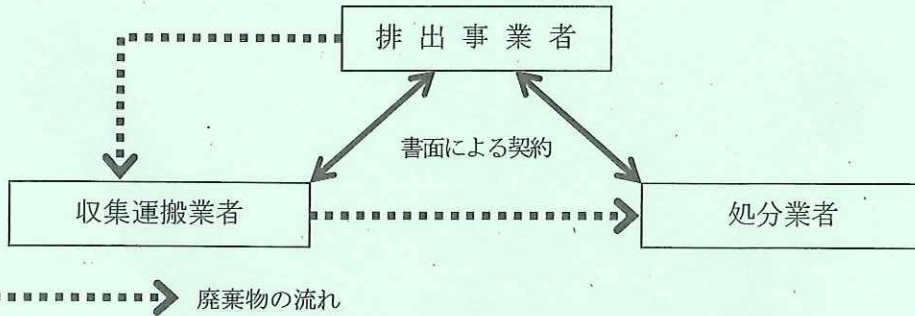 排出事業者
書面による契約
収集運搬業者
処分業者
廃棄物の流れ